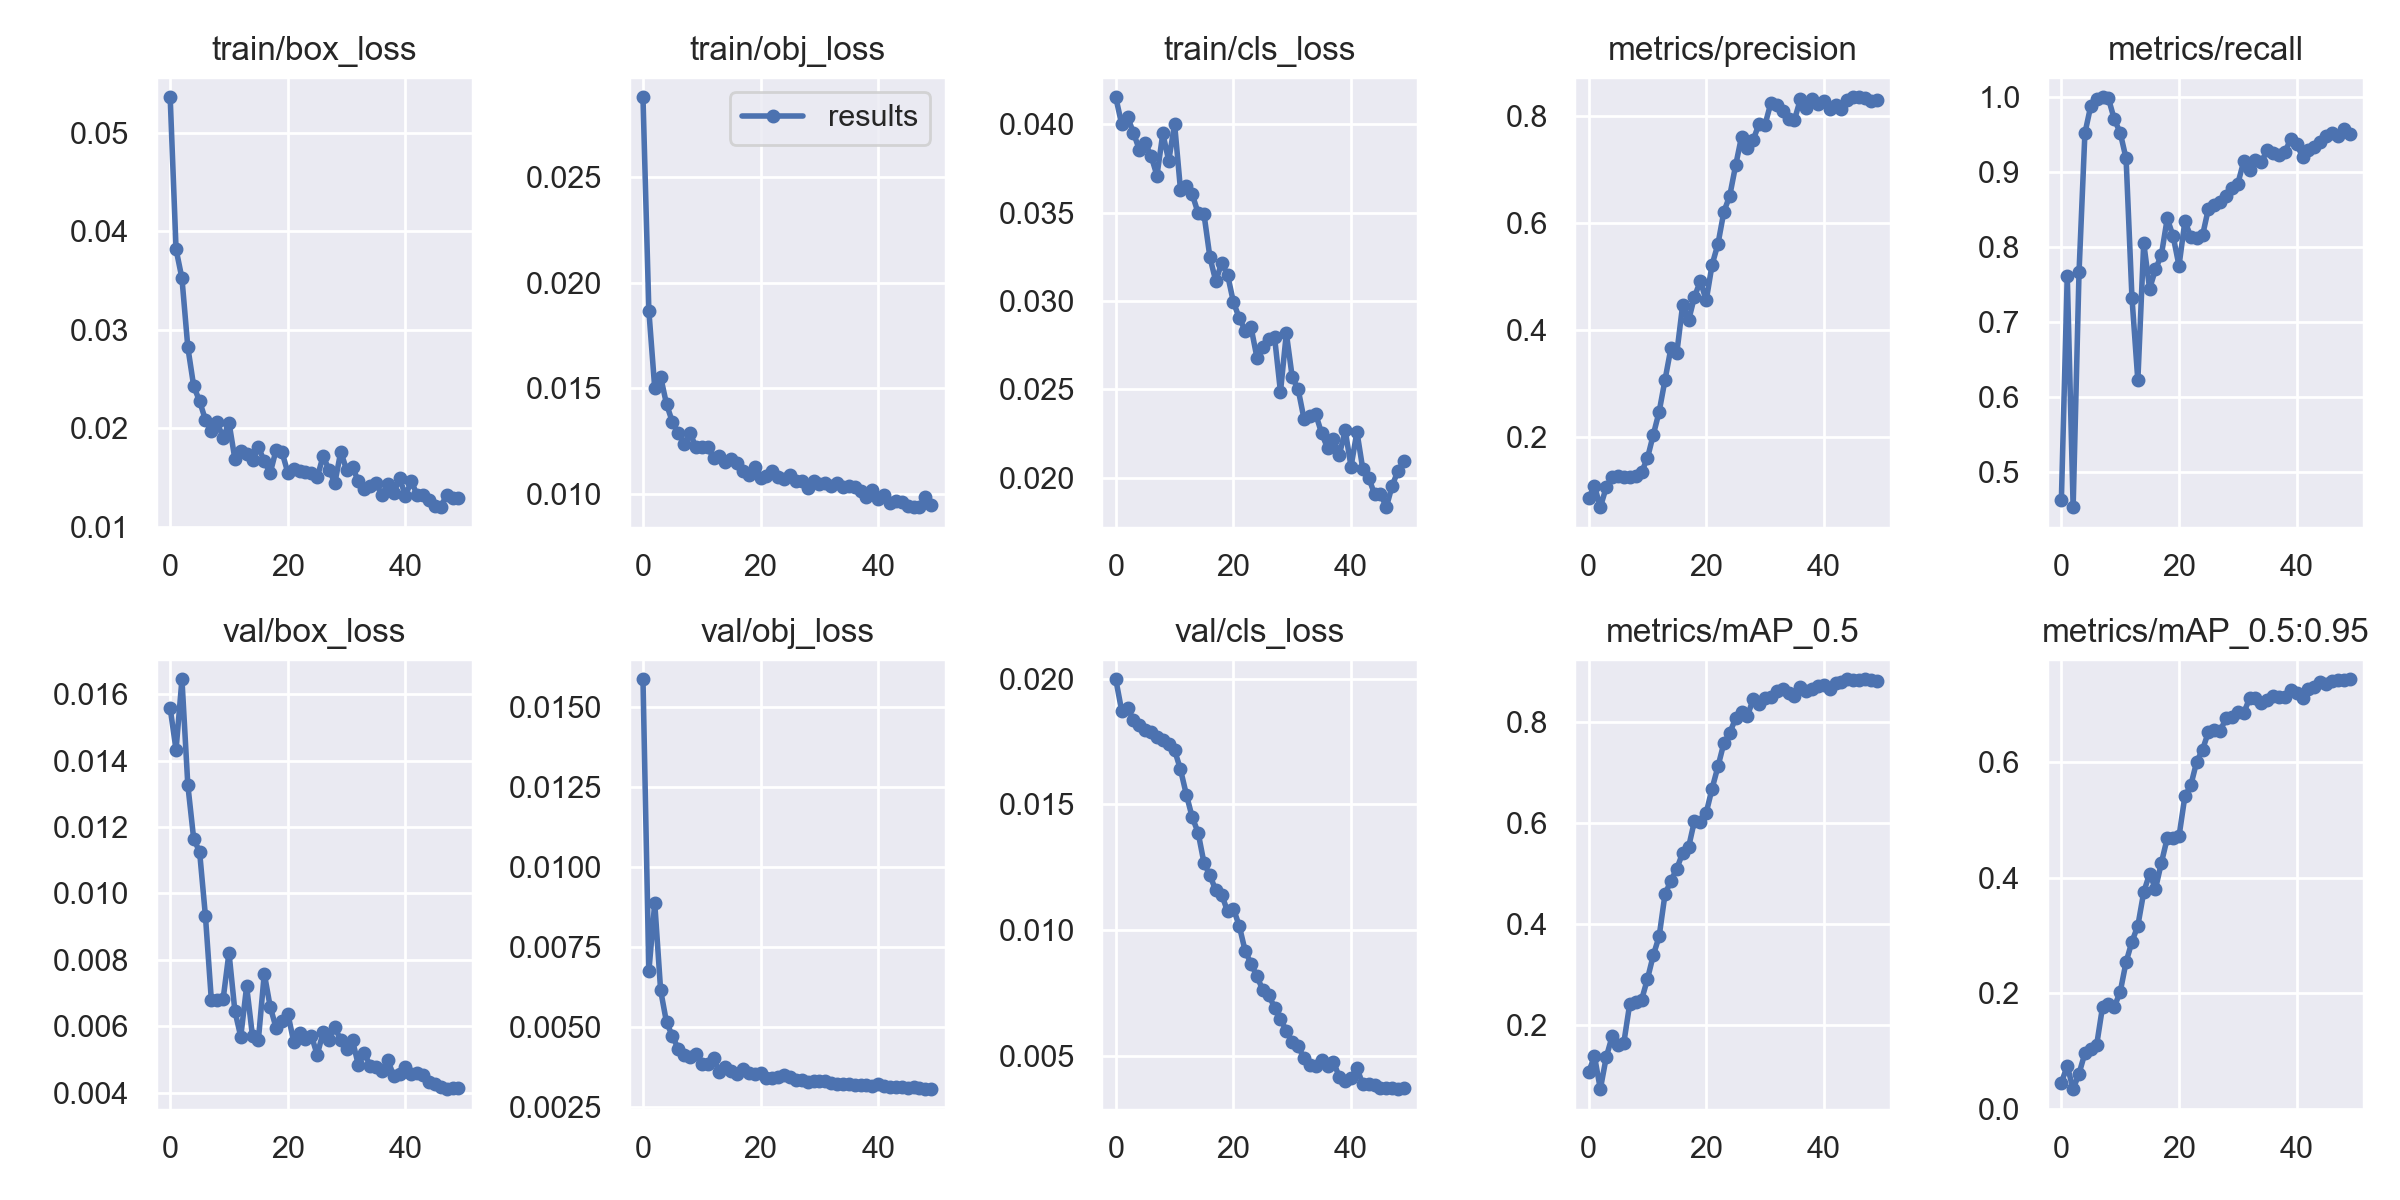 train/box_loss
0.05
0.04
0.03
0.02
0.01
0 20 40
train/obj_loss
results
0.025
0.020
0.015
0.010
0 20 40
train/cls_loss
0.040
0.035
0.030
0.025
0.020
0 20 40
metrics/precision
0.8
0.6
0.4
0.2
0 20 40
metrics/recall
1.0
0.9
0.8
0.7
0.6
0.5
0 20 40
val/box_loss
0.016
0.014
0.012
0.010
0.008
0.006
0.004
0 20 40
val/obj_loss
0.0150
0.0125
0.0100
0.0075
0.0050
0.0025
0 20 40
val/cls_loss
0.020
0.015
0.010
0.005
0 20 40
metrics/mAP_0.5
0.8
0.6
0.4
0.2
0 20 40
metrics/mAP_0.5:0.95
0.6
0.4
0.2
0.0
0 20 40